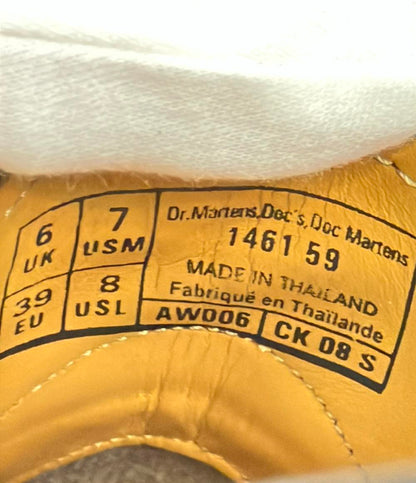 6 UK
7 USM
39 EU
8 USL
Dr.Martens,Doc's,Doc Martens
1461 59
MADE IN THAILAND
Fabriqué en Thaïlande
AW006
CK 08 S